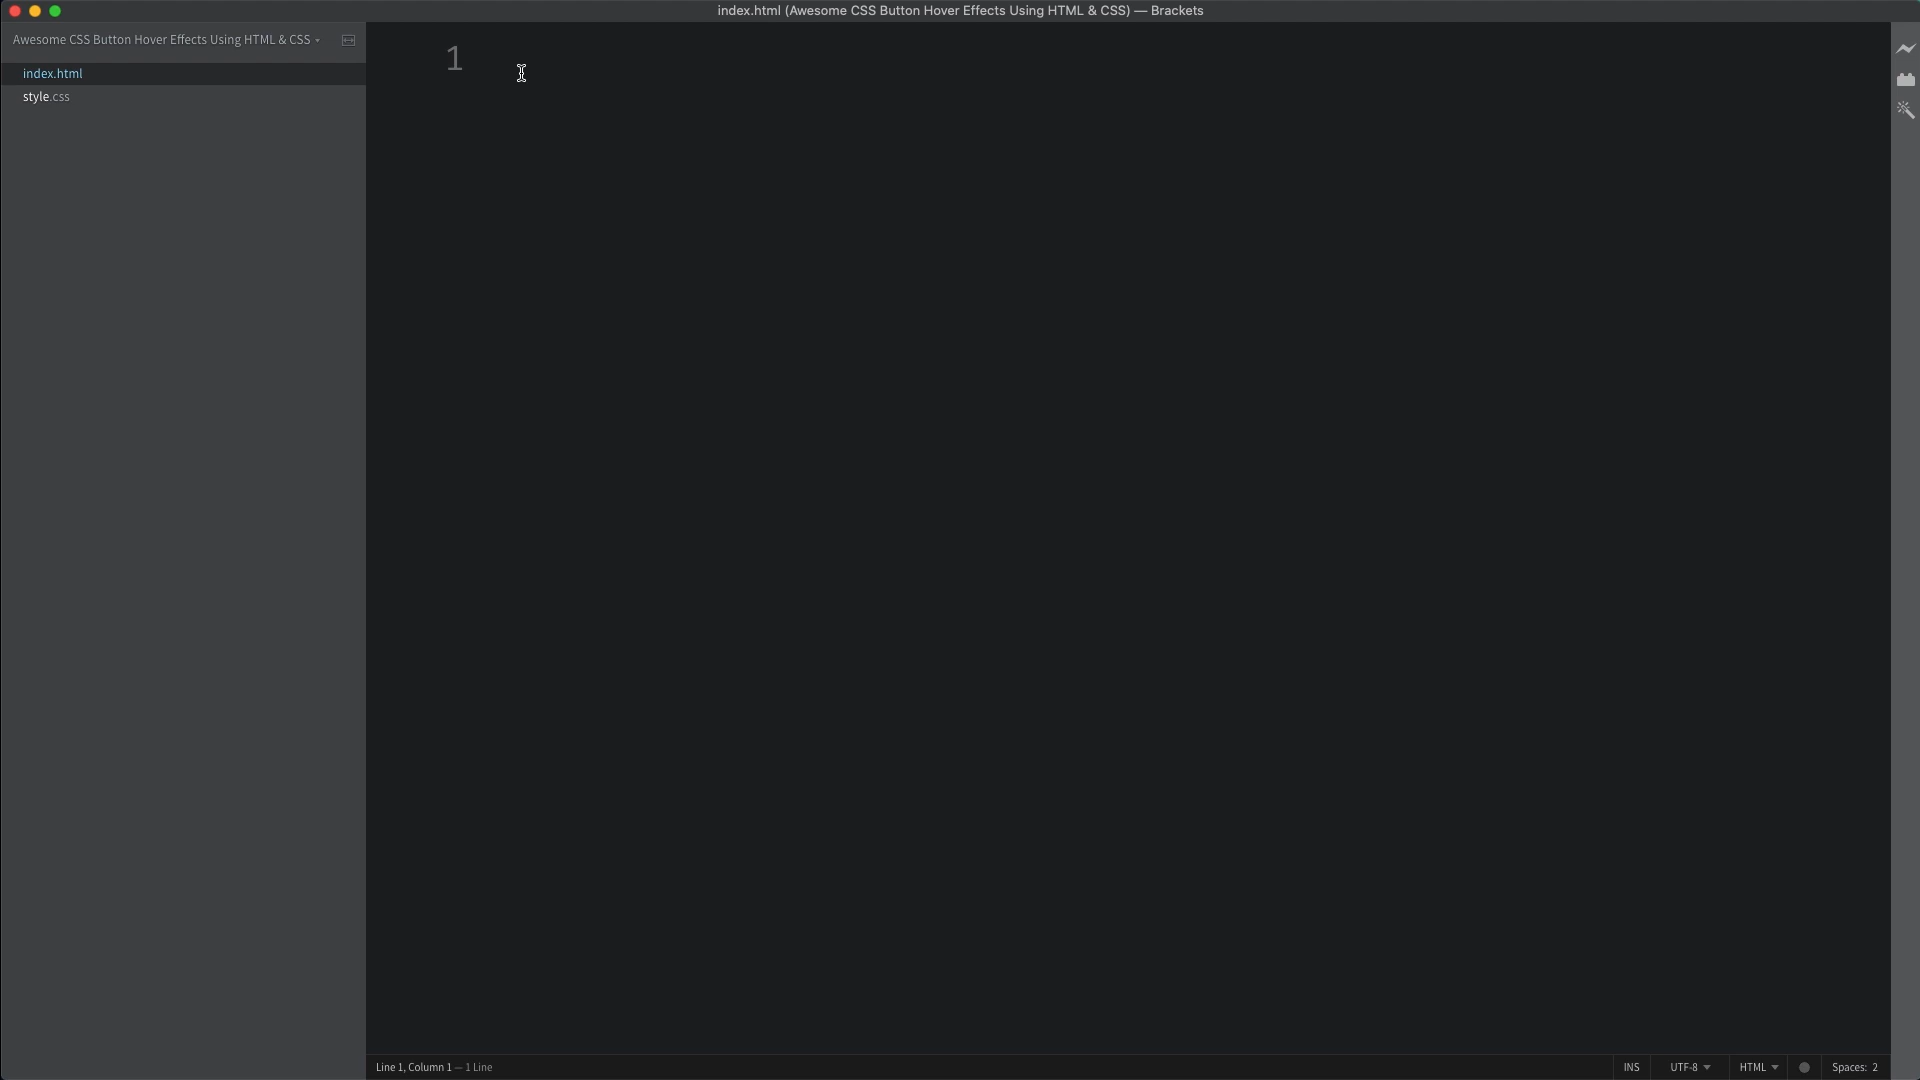 index.html (Awesome CSS Button Hover Effects Using HTML & CSS) — Brackets
Awesome CSS Button Hover Effects Using HTML & CSS
index.html
style.css
1
Line 1, Column 1 — 1 Line
INS
UTF-8
HTML
Spaces: 2